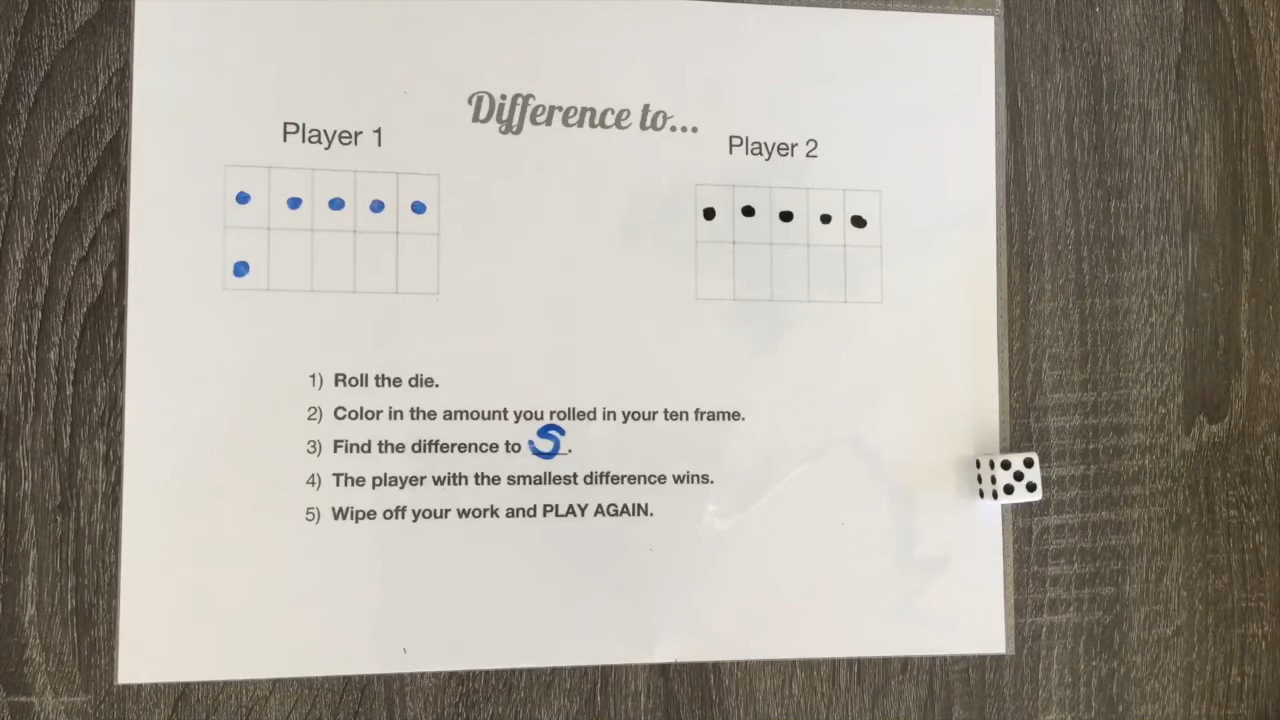 Difference to...
Player 1
Player 2
1) Roll the die.
2) Color in the amount you rolled in your ten frame.
3) Find the difference to 5.
4) The player with the smallest difference wins.
5) Wipe off your work and PLAY AGAIN.